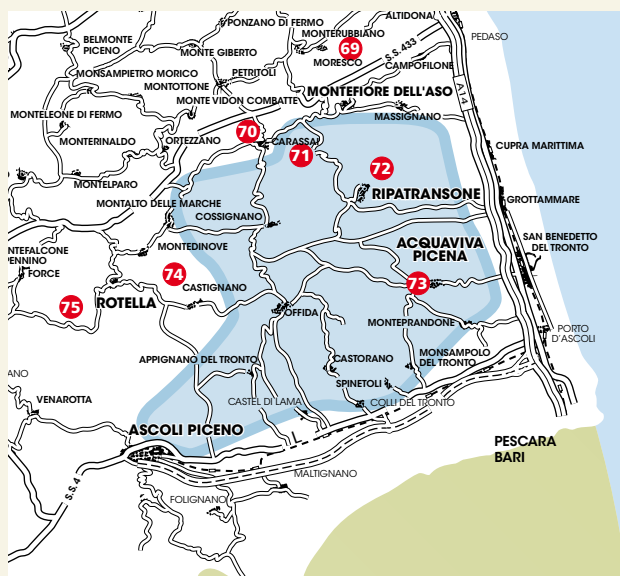 PONZANO DI FERMO
ALTIDONA
MONTERUBBIANO
69
PEDASO
BELMONTE
PICENO
MONTE GIBERTO
MORESCO
S.S.433
CAMPOFILONE
MONSAMPIETRO MORICO
PETRITOLI
MONTOTTONE
A14
MONTEFIORE DELL'ASO
MONTE VIDON COMBATTE
MONTELEONE DI FERMO
MASSIGNANO
70
MONTERINALDO
ORTEZZANO
CARASSAI
71
CUPRA MARITTIMA
72
MONTELPARO
RIPATRANSONE
MONTALTO DELLE MARCHE
GROTTAMMARE
COSSIGNANO
SAN BENEDETTO
DEL TRONTO
NTEFALCONE
PENNINO
MONTEDINOVE
ACQUAVIVA
PICENA
FORCE
74
73
CASTIGNANO
ROTELLA
75
OFFIDA
MONTEPRANDONE
PORTO
D'ASCOLI
APPIGNANO DEL TRONTO
CASTORANO
MONSAMPOLO
DEL TRONTO
ANO
SPINETOLI
VENAROTTA
CASTEL DI LAMA
COLLI DEL TRONTO
ASCOLI PICENO
PESCARA
BARI
MALTIGNANO
S.S.4
FOLIGNANO